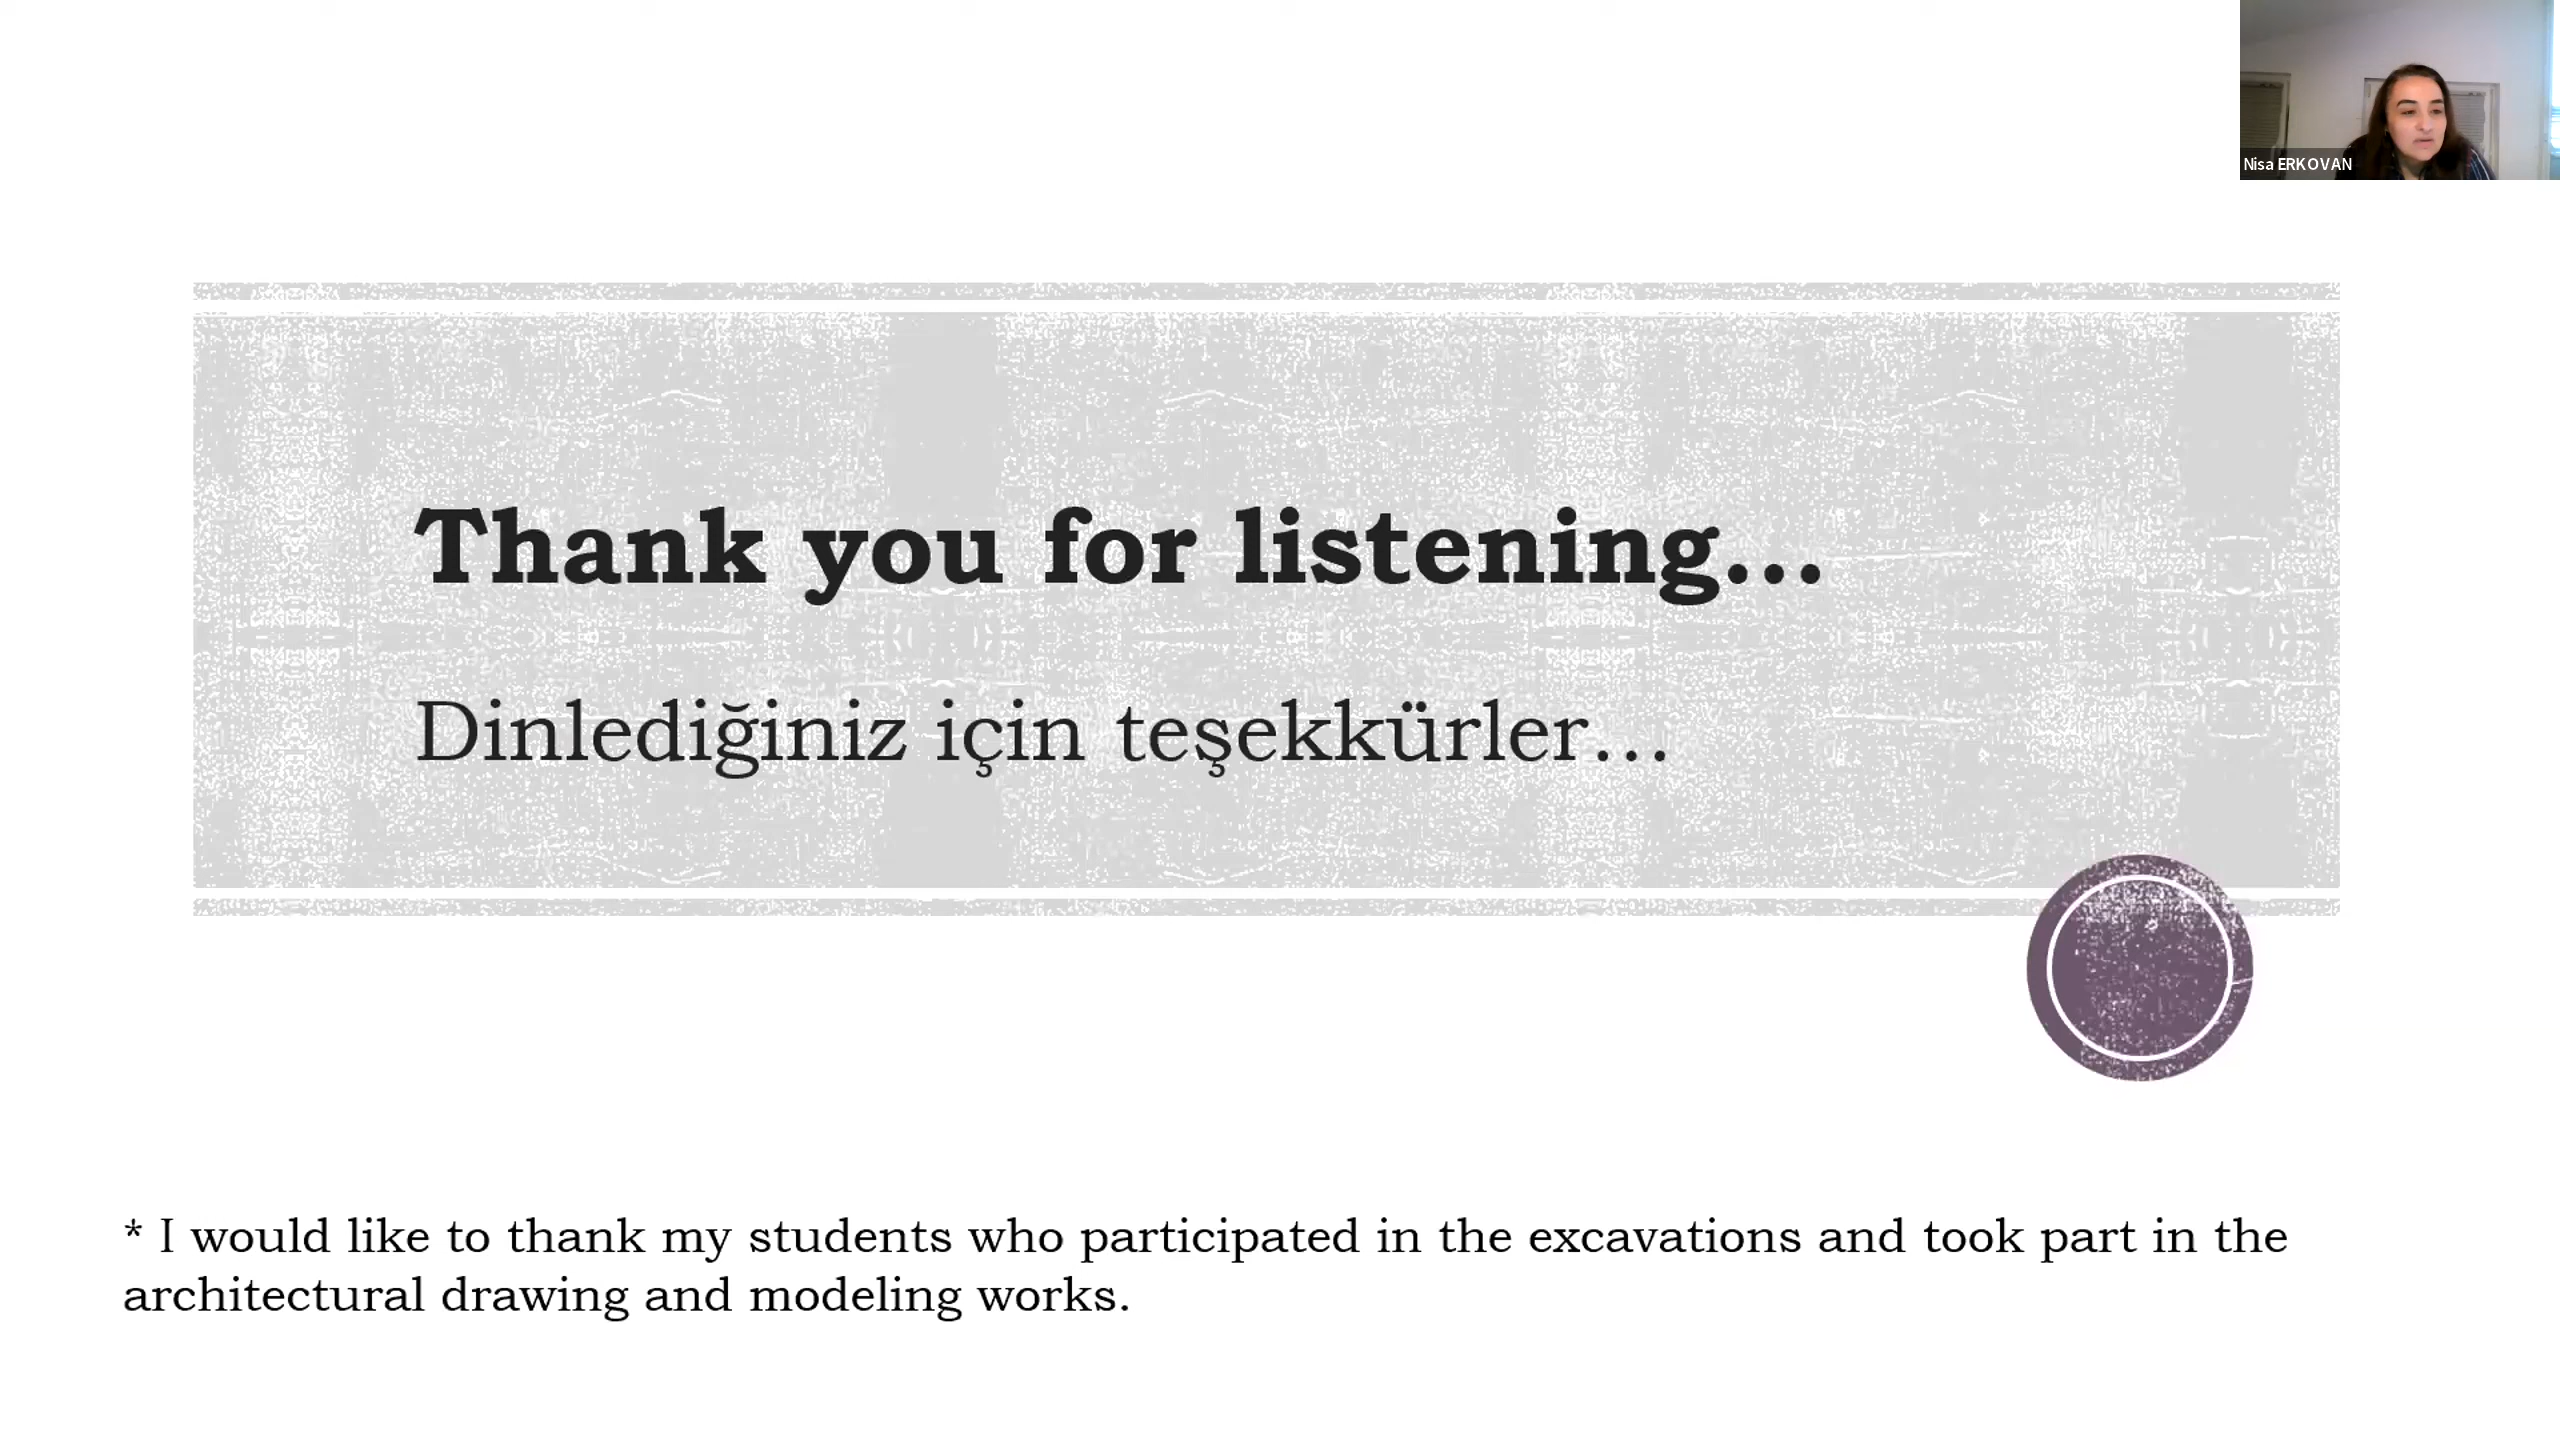 Nisa ERKOVAN
Thank you for listening...
Dinlediğiniz için teşekkürler...
* I would like to thank my students who participated in the excavations and took part in the
architectural drawing and modeling works.